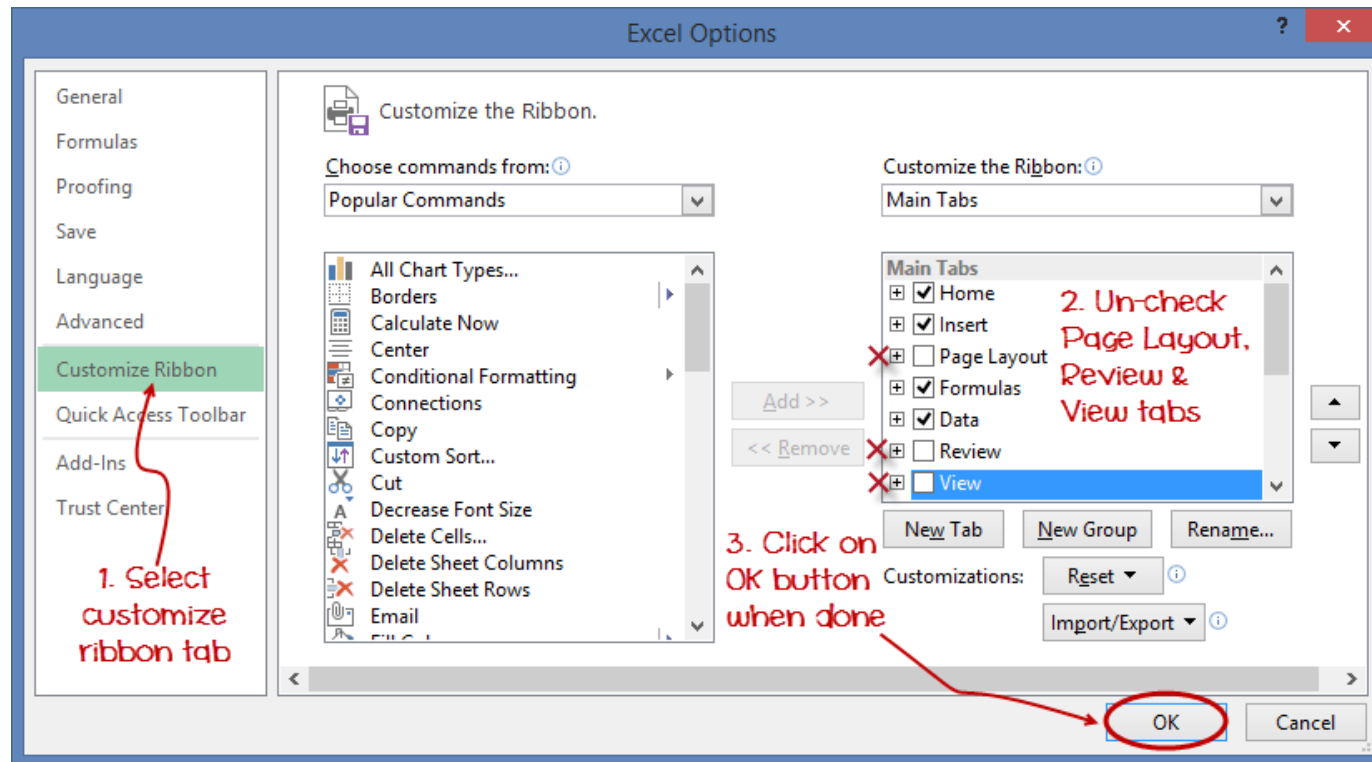 Excel Options
?
×
General
Formulas
Proofing
Save
Language
Advanced
Customize Ribbon
Quick Access Toolbar
Add-Ins
Trust Center
1. Select
customize
ribbon tab
Customize the Ribbon.
Choose commands from:
Popular Commands
All Chart Types...
Borders
Calculate Now
Center
Conditional Formatting
Connections
Copy
Custom Sort...
Cut
Decrease Font Size
Delete Cells...
Delete Sheet Columns
Delete Sheet Rows
Email
Add >>
<< Remove
Customize the Ribbon:
Main Tabs
Main Tabs
Home
Insert
Page Layout
Formulas
Data
Review
View
2. Un-check
Page Layout,
Review &
View tabs
New Tab
New Group
Rename...
Customizations:
Reset
Import/Export
3. Click on
OK button
when done
OK
Cancel